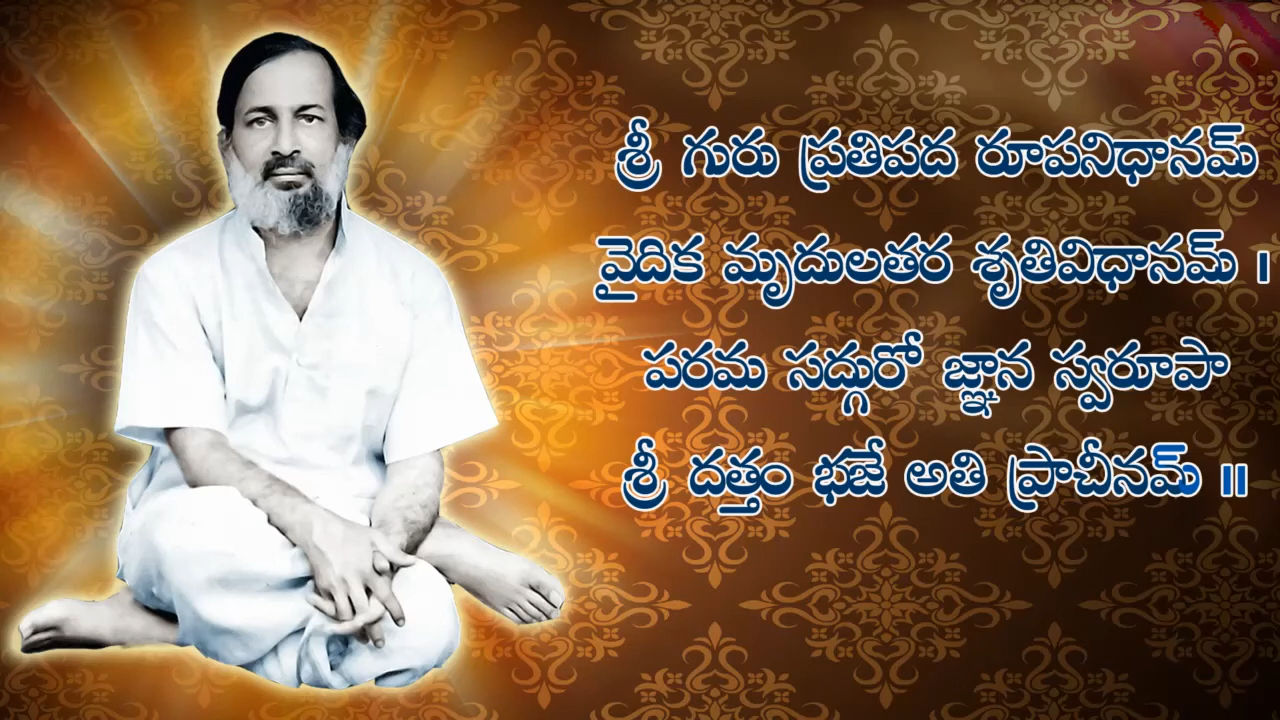 శ్రీ గురు ప్రతిపద రూపనిధానమ్
వైదిక మృదులతర శృతివిధానమ్ ।
పరమ సద్గురో జ్ఞాన స్వరూపా
శ్రీ దత్తం భజే అతి ప్రాచీనమ్ ॥